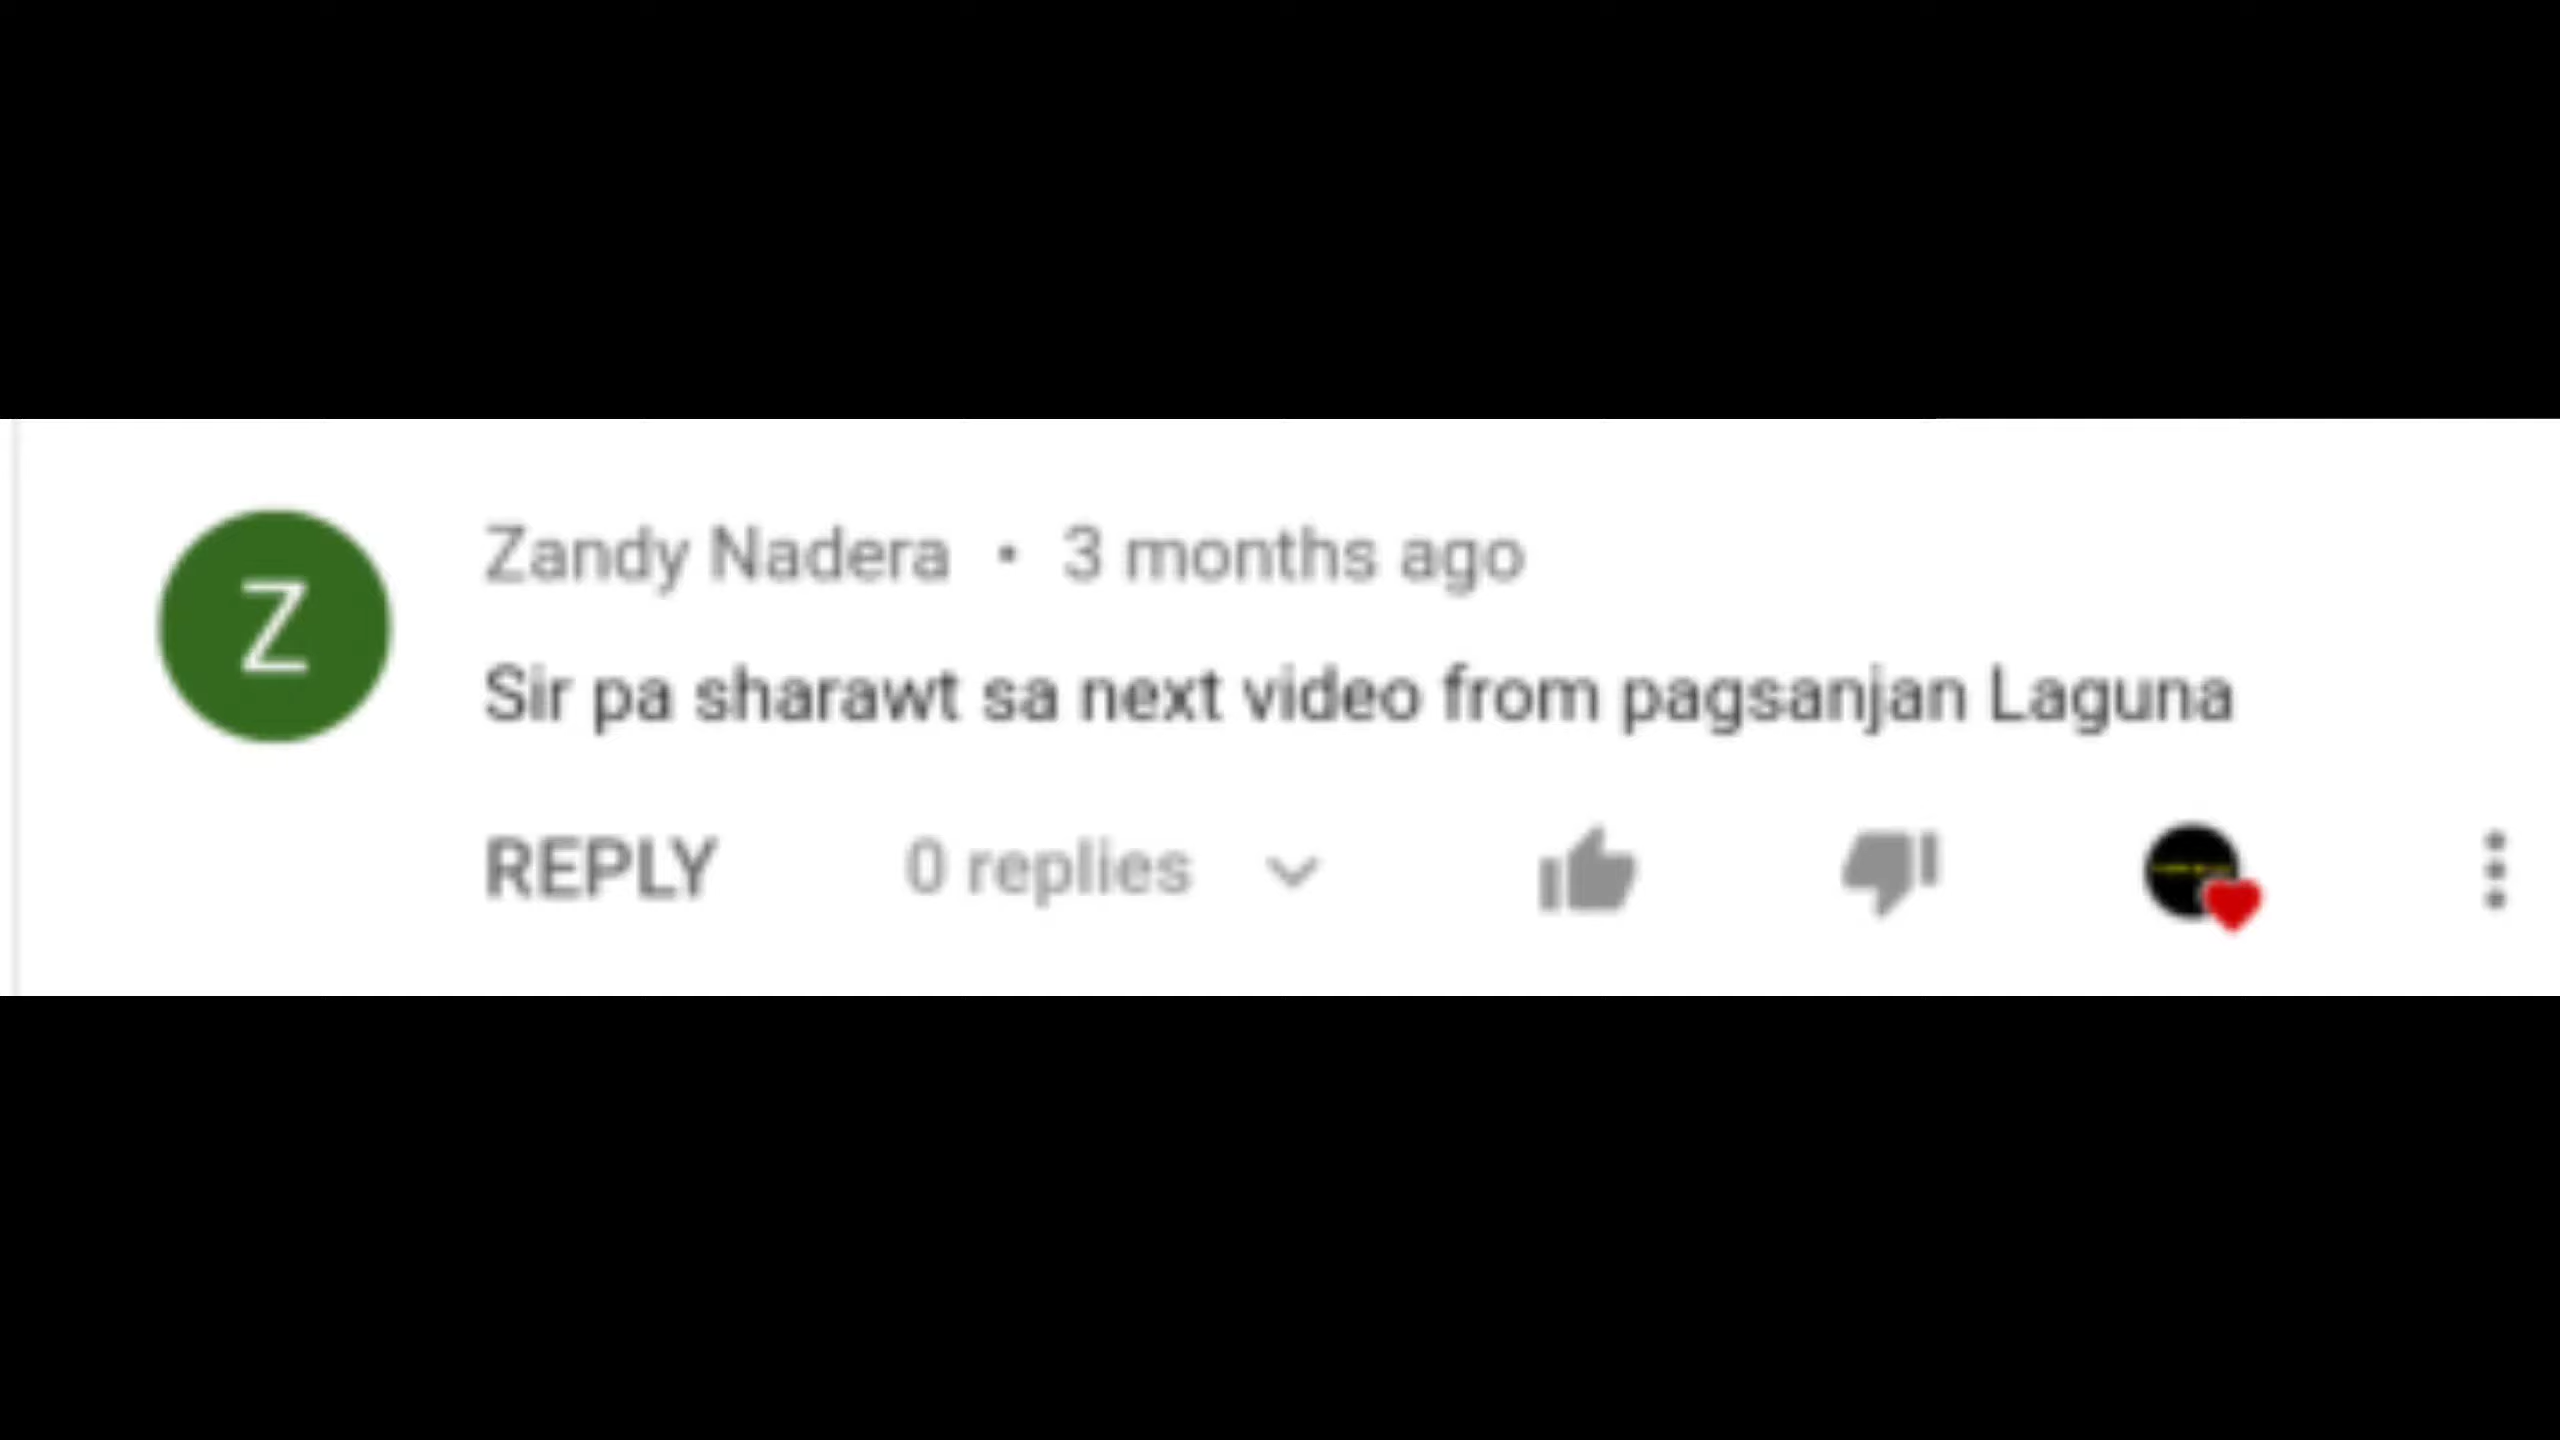 Z
Zandy Nadera • 3 months ago
Sir pa sharawt sa next video from pagsanjan Laguna
REPLY 0 replies